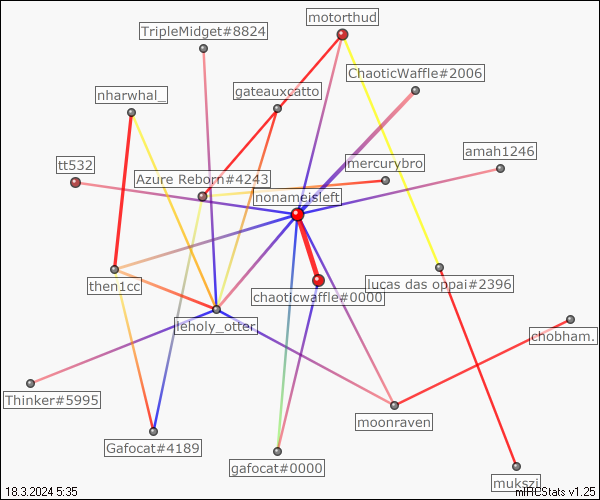 motorthud
TripleMidget#8824
ChaoticWaffle#2006
gateauxcatto
nharwhal_
amah1246
mercurybro
tt532
Azure Reborn#4243
nonameisleft
then1cc
lucas das oppai#2396
chaoticwaffle#0000
leholy_otter
chobham.
Thinker#5995
moonraven
Gafocat#4189
gafocat#0000
mukszi
18.3.2024 5:35
mIHCStats v1.25